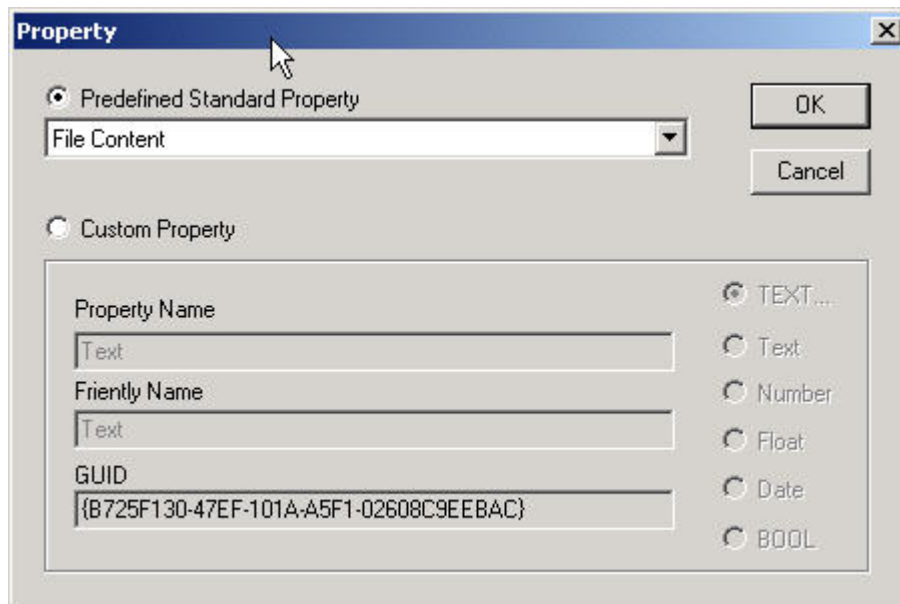 Property
Predefined Standard Property
OK
File Content
Cancel
Custom Property
Property Name
Text
Friently Name
Text
GUID
{B725F130-47EF-101A-A5F1-02608C9EEBAC}
TEXT...
Text
Number
Float
Date
BOOL